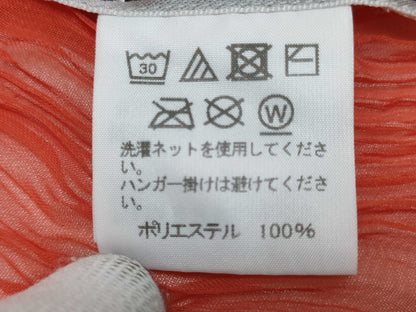 30
W
洗濯ネットを使用してくださ
い。
ハンガー掛けは避けてくださ
い。
ポリエステル 100%